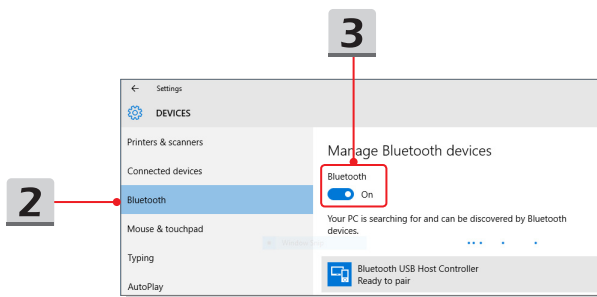 3
← Settings
DEVICES
Printers & scanners
Connected devices
Bluetooth
Mouse & touchpad
Typing
AutoPlay
2
Manage Bluetooth devices
Bluetooth
On
Your PC is searching for and can be discovered by Bluetooth
devices.
Bluetooth USB Host Controller
Ready to pair